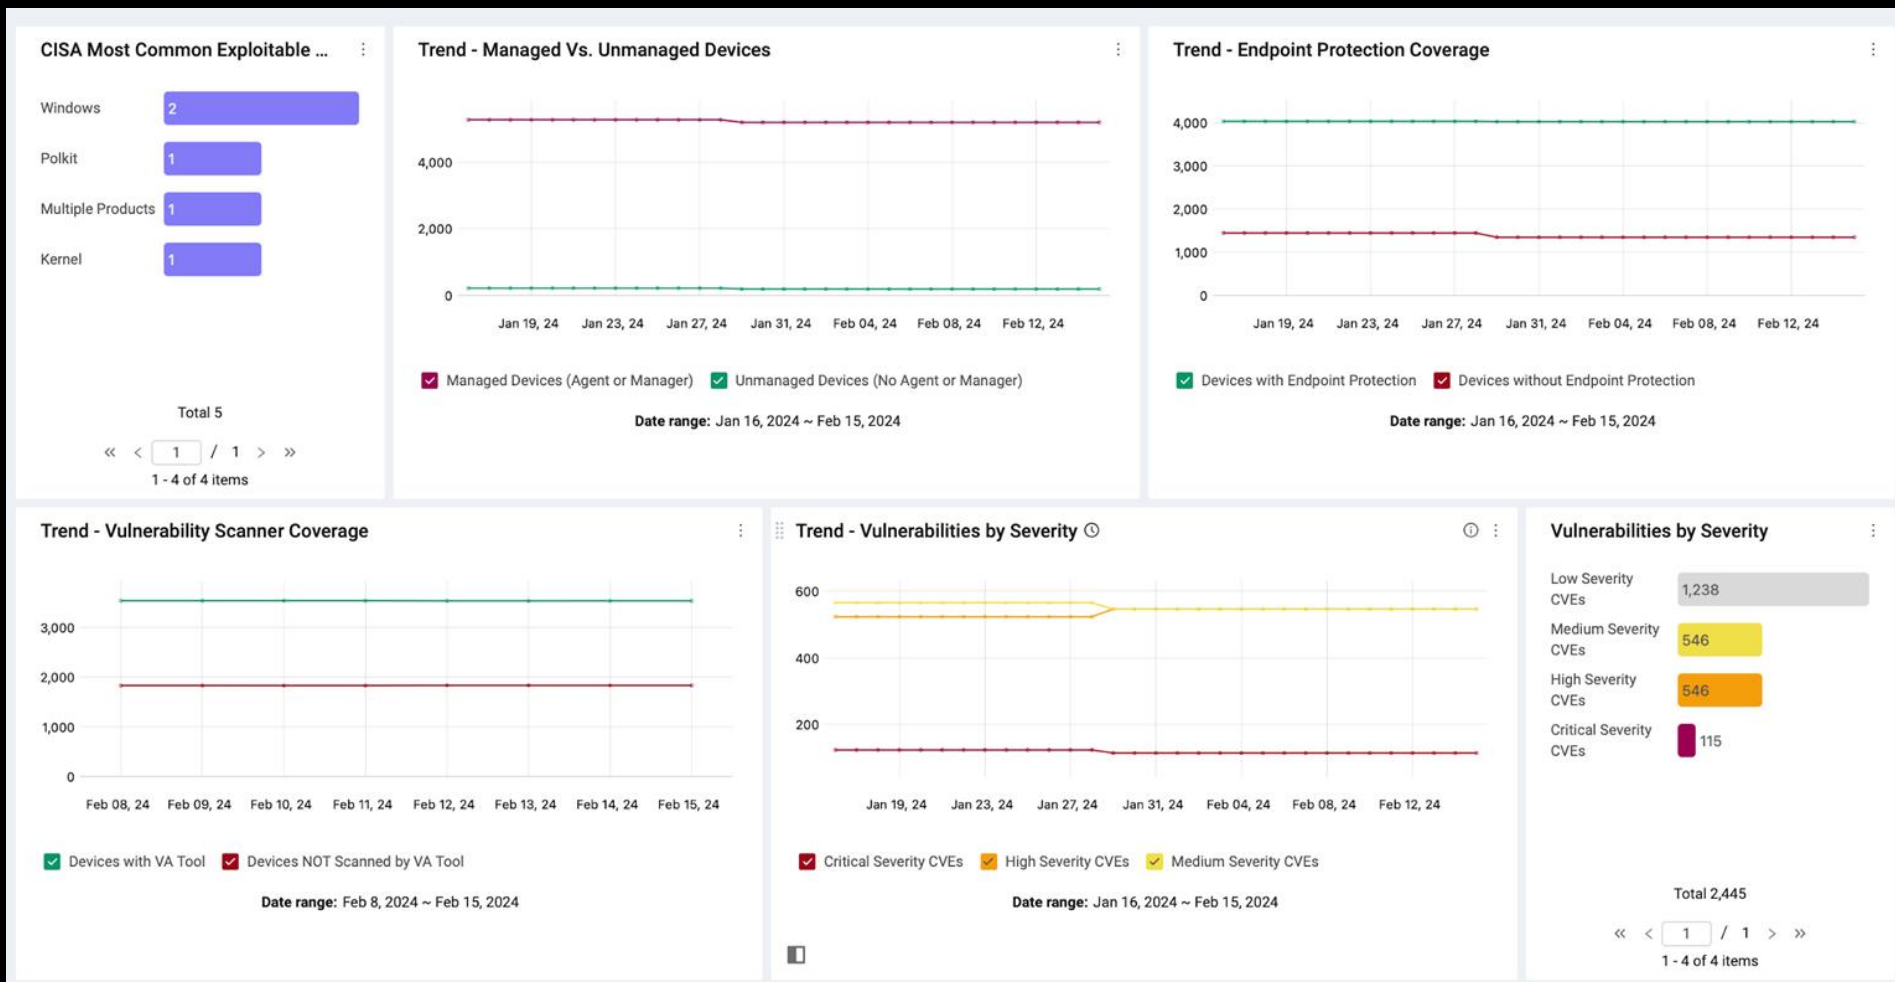 CISA Most Common Exploitable ...
Windows 2
Polkit 1
Multiple Products 1
Kernel 1
Total 5
1 / 1
1 - 4 of 4 items
Trend - Managed Vs. Unmanaged Devices
4,000
2,000
0
Jan 19, 24 Jan 23, 24 Jan 27, 24 Jan 31, 24 Feb 04, 24 Feb 08, 24 Feb 12, 24
Managed Devices (Agent or Manager) Unmanaged Devices (No Agent or Manager)
Date range: Jan 16, 2024 ~ Feb 15, 2024
Trend - Endpoint Protection Coverage
4,000
3,000
2,000
1,000
0
Jan 19, 24 Jan 23, 24 Jan 27, 24 Jan 31, 24 Feb 04, 24 Feb 08, 24 Feb 12, 24
Devices with Endpoint Protection Devices without Endpoint Protection
Date range: Jan 16, 2024 ~ Feb 15, 2024
Trend - Vulnerability Scanner Coverage
3,000
2,000
1,000
0
Feb 08, 24 Feb 09, 24 Feb 10, 24 Feb 11, 24 Feb 12, 24 Feb 13, 24 Feb 14, 24 Feb 15, 24
Devices with VA Tool Devices NOT Scanned by VA Tool
Date range: Feb 8, 2024 ~ Feb 15, 2024
Trend - Vulnerabilities by Severity
600
400
200
Jan 19, 24 Jan 23, 24 Jan 27, 24 Jan 31, 24 Feb 04, 24 Feb 08, 24 Feb 12, 24
Critical Severity CVEs High Severity CVEs Medium Severity CVEs
Date range: Jan 16, 2024 ~ Feb 15, 2024
Vulnerabilities by Severity
Low Severity
CVEs
1,238
Medium Severity
CVEs
546
High Severity
CVEs
546
Critical Severity
CVEs
115
Total 2,445
1 / 1
1 - 4 of 4 items